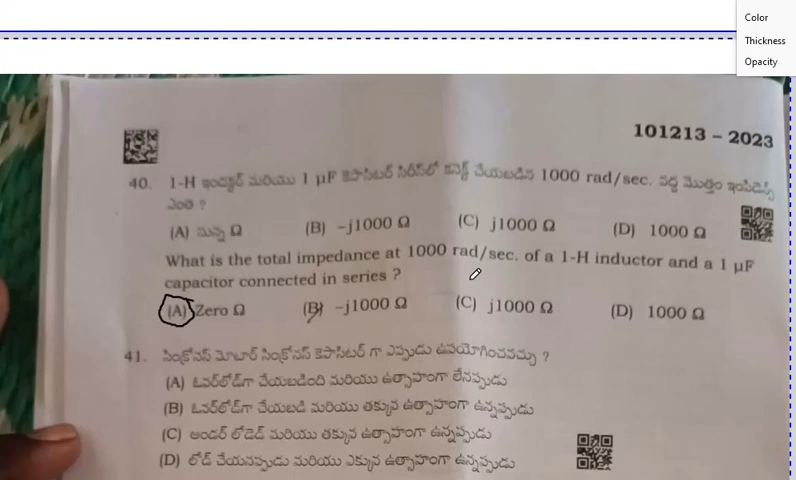 Color
Thickness
Opacity
101213 – 2023
40. 1-H ఇండక్టర్ మరియు 1 μF కెపాసిటర్ సిరీస్‌లో కనెక్ట్ చేయబడిన 1000 rad/sec. వద్ద మొత్తం ఇంపిడెన్స్
ఎంత ?
(A) సున్న Ω (B) –j1000 Ω (C) j1000 Ω (D) 1000 Ω
What is the total impedance at 1000 rad/sec. of a 1-H inductor and a 1 μF
capacitor connected in series ?
(A) Zero Ω (B) –j1000 Ω (C) j1000 Ω (D) 1000 Ω
41. సింక్రోనస్ మోటార్ సింక్రోనస్ కెపాసిటర్ గా ఎప్పుడు ఉపయోగించవచ్చు ?
(A) ఓవర్‌లోడ్‌గా చేయబడింది మరియు ఉత్సాహంగా లేనప్పుడు
(B) ఓవర్‌లోడ్‌గా చేయబడి మరియు తక్కువ ఉత్సాహంగా ఉన్నప్పుడు
(C) అండర్ లోడెడ్ మరియు తక్కువ ఉత్సాహంగా ఉన్నప్పుడు
(D) లోడ్ చేయనప్పుడు మరియు ఎక్కువ ఉత్సాహంగా ఉన్నప్పుడు